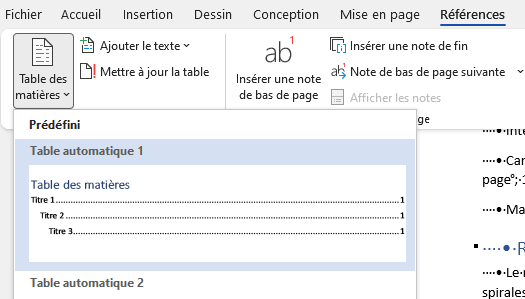 Fichier Accueil Insertion Dessin Conception Mise en page Références
Table des matières
Ajouter le texte
Mettre à jour la table
ab¹
Insérer une note de bas de page
Insérer une note de fin
Note de bas de page suivante
Afficher les notes
ge
Prédéfini
Table automatique 1
Table des matières
Titre 1 1
Titre 2 1
Titre 3 1
Table automatique 2
Car
page°;
Ma
R
Le
spirales